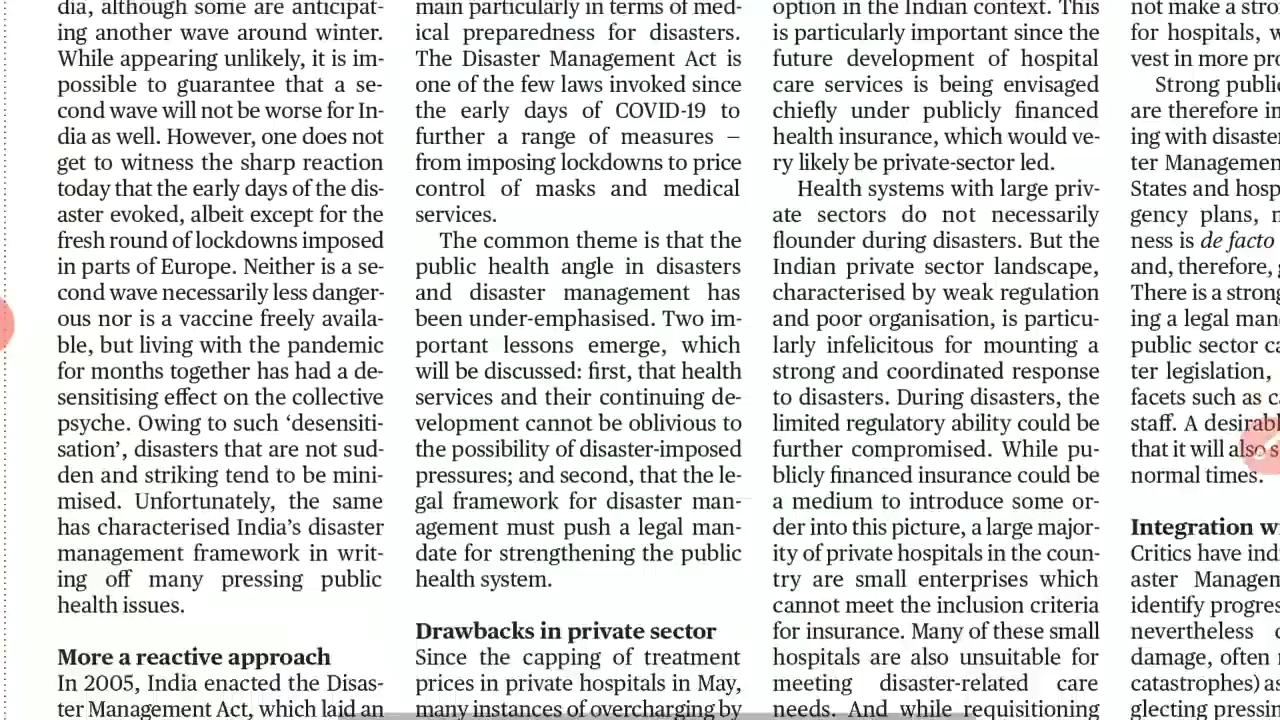 dia, although some are anticipat-
ing another wave around winter.
While appearing unlikely, it is im-
possible to guarantee that a se-
cond wave will not be worse for In-
dia as well. However, one does not
get to witness the sharp reaction
today that the early days of the dis-
aster evoked, albeit except for the
fresh round of lockdowns imposed
in parts of Europe. Neither is a se-
cond wave necessarily less danger-
ous nor is a vaccine freely availa-
ble, but living with the pandemic
for months together has had a de-
sensitising effect on the collective
psyche. Owing to such ‘desensiti-
sation’, disasters that are not sud-
den and striking tend to be mini-
mised. Unfortunately, the same
has characterised India’s disaster
management framework in writ-
ing off many pressing public
health issues.
More a reactive approach
In 2005, India enacted the Disas-
ter Management Act, which laid an
main particularly in terms of med-
ical preparedness for disasters.
The Disaster Management Act is
one of the few laws invoked since
the early days of COVID-19 to
further a range of measures –
from imposing lockdowns to price
control of masks and medical
services.
The common theme is that the
public health angle in disasters
and disaster management has
been under-emphasised. Two im-
portant lessons emerge, which
will be discussed: first, that health
services and their continuing de-
velopment cannot be oblivious to
the possibility of disaster-imposed
pressures; and second, that the le-
gal framework for disaster man-
agement must push a legal man-
date for strengthening the public
health system.
Drawbacks in private sector
Since the capping of treatment
prices in private hospitals in May,
many instances of overcharging by
option in the Indian context. This
is particularly important since the
future development of hospital
care services is being envisaged
chiefly under publicly financed
health insurance, which would ve-
ry likely be private-sector led.
Health systems with large priv-
ate sectors do not necessarily
flounder during disasters. But the
Indian private sector landscape,
characterised by weak regulation
and poor organisation, is particu-
larly infelicitous for mounting a
strong and coordinated response
to disasters. During disasters, the
limited regulatory ability could be
further compromised. While pu-
blicly financed insurance could be
a medium to introduce some or-
der into this picture, a large major-
ity of private hospitals in the coun-
try are small enterprises which
cannot meet the inclusion criteria
for insurance. Many of these small
hospitals are also unsuitable for
meeting disaster-related care
needs. And while requisitioning
not make a stro
for hospitals, w
vest in more pro
Strong public
are therefore in
ing with disaste
ter Managemen
States and hosp
gency plans, n
ness is de facto
and, therefore, g
There is a strong
ing a legal man
public sector ca
ter legislation,
facets such as ca
staff. A desirabl
that it will also s
normal times.
Integration wi
Critics have indi
aster Managem
identify progres
nevertheless c
damage, often n
catastrophes) as
glecting pressin